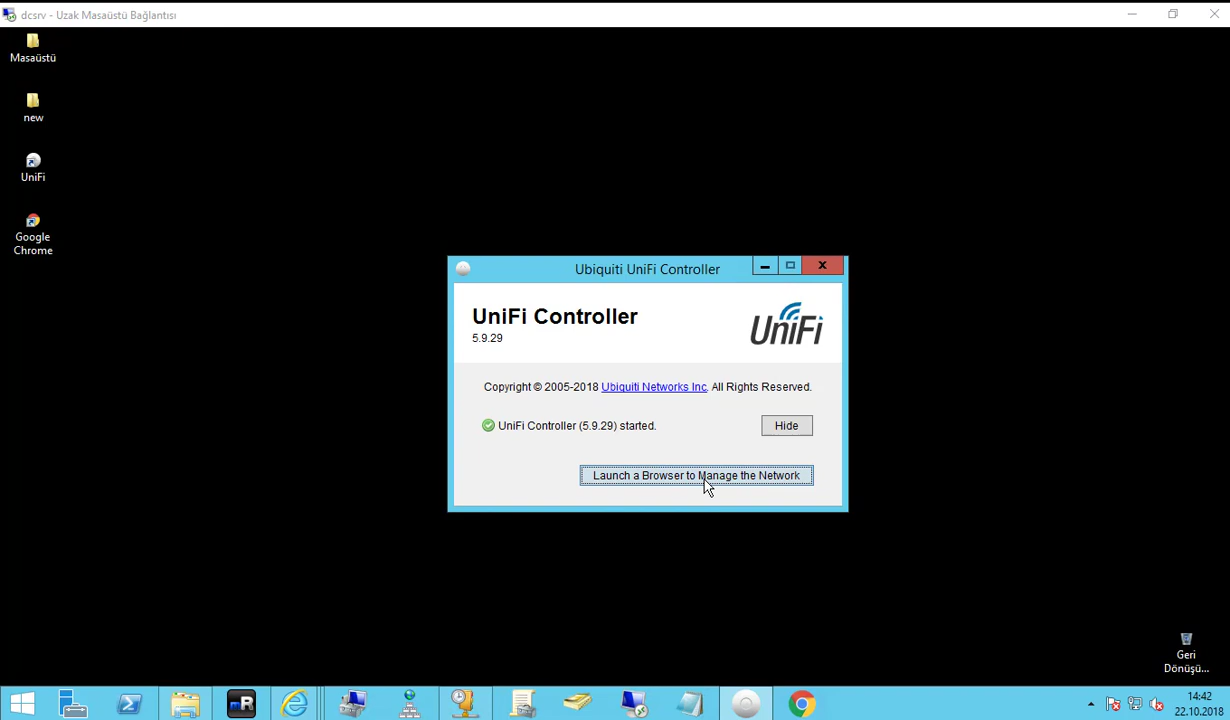 dcsrv - Uzak Masaüstü Bağlantısı
Masaüstü
new
UniFi
Google
Chrome
Ubiquiti UniFi Controller
UniFi Controller
5.9.29
UniFi
Copyright © 2005-2018 Ubiquiti Networks Inc. All Rights Reserved.
UniFi Controller (5.9.29) started.
Hide
Launch a Browser to Manage the Network
Geri
Dönüşü...
R
14:42
22.10.2018